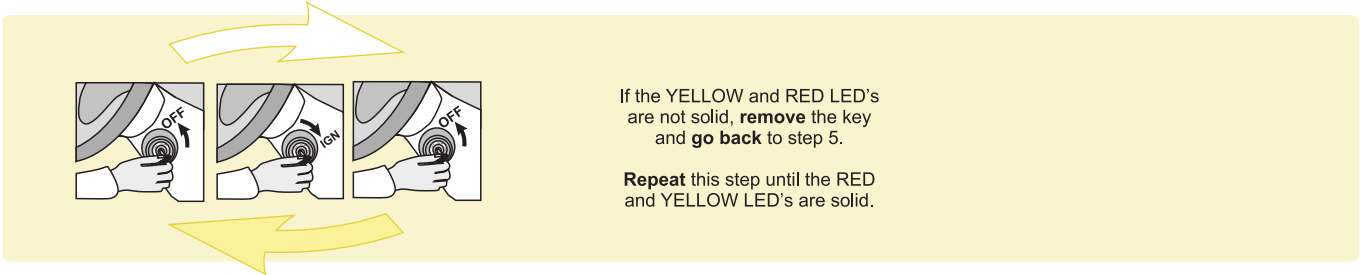 OFF
IGN
OFF
If the YELLOW and RED LED's
are not solid, remove the key
and go back to step 5.
Repeat this step until the RED
and YELLOW LED's are solid.